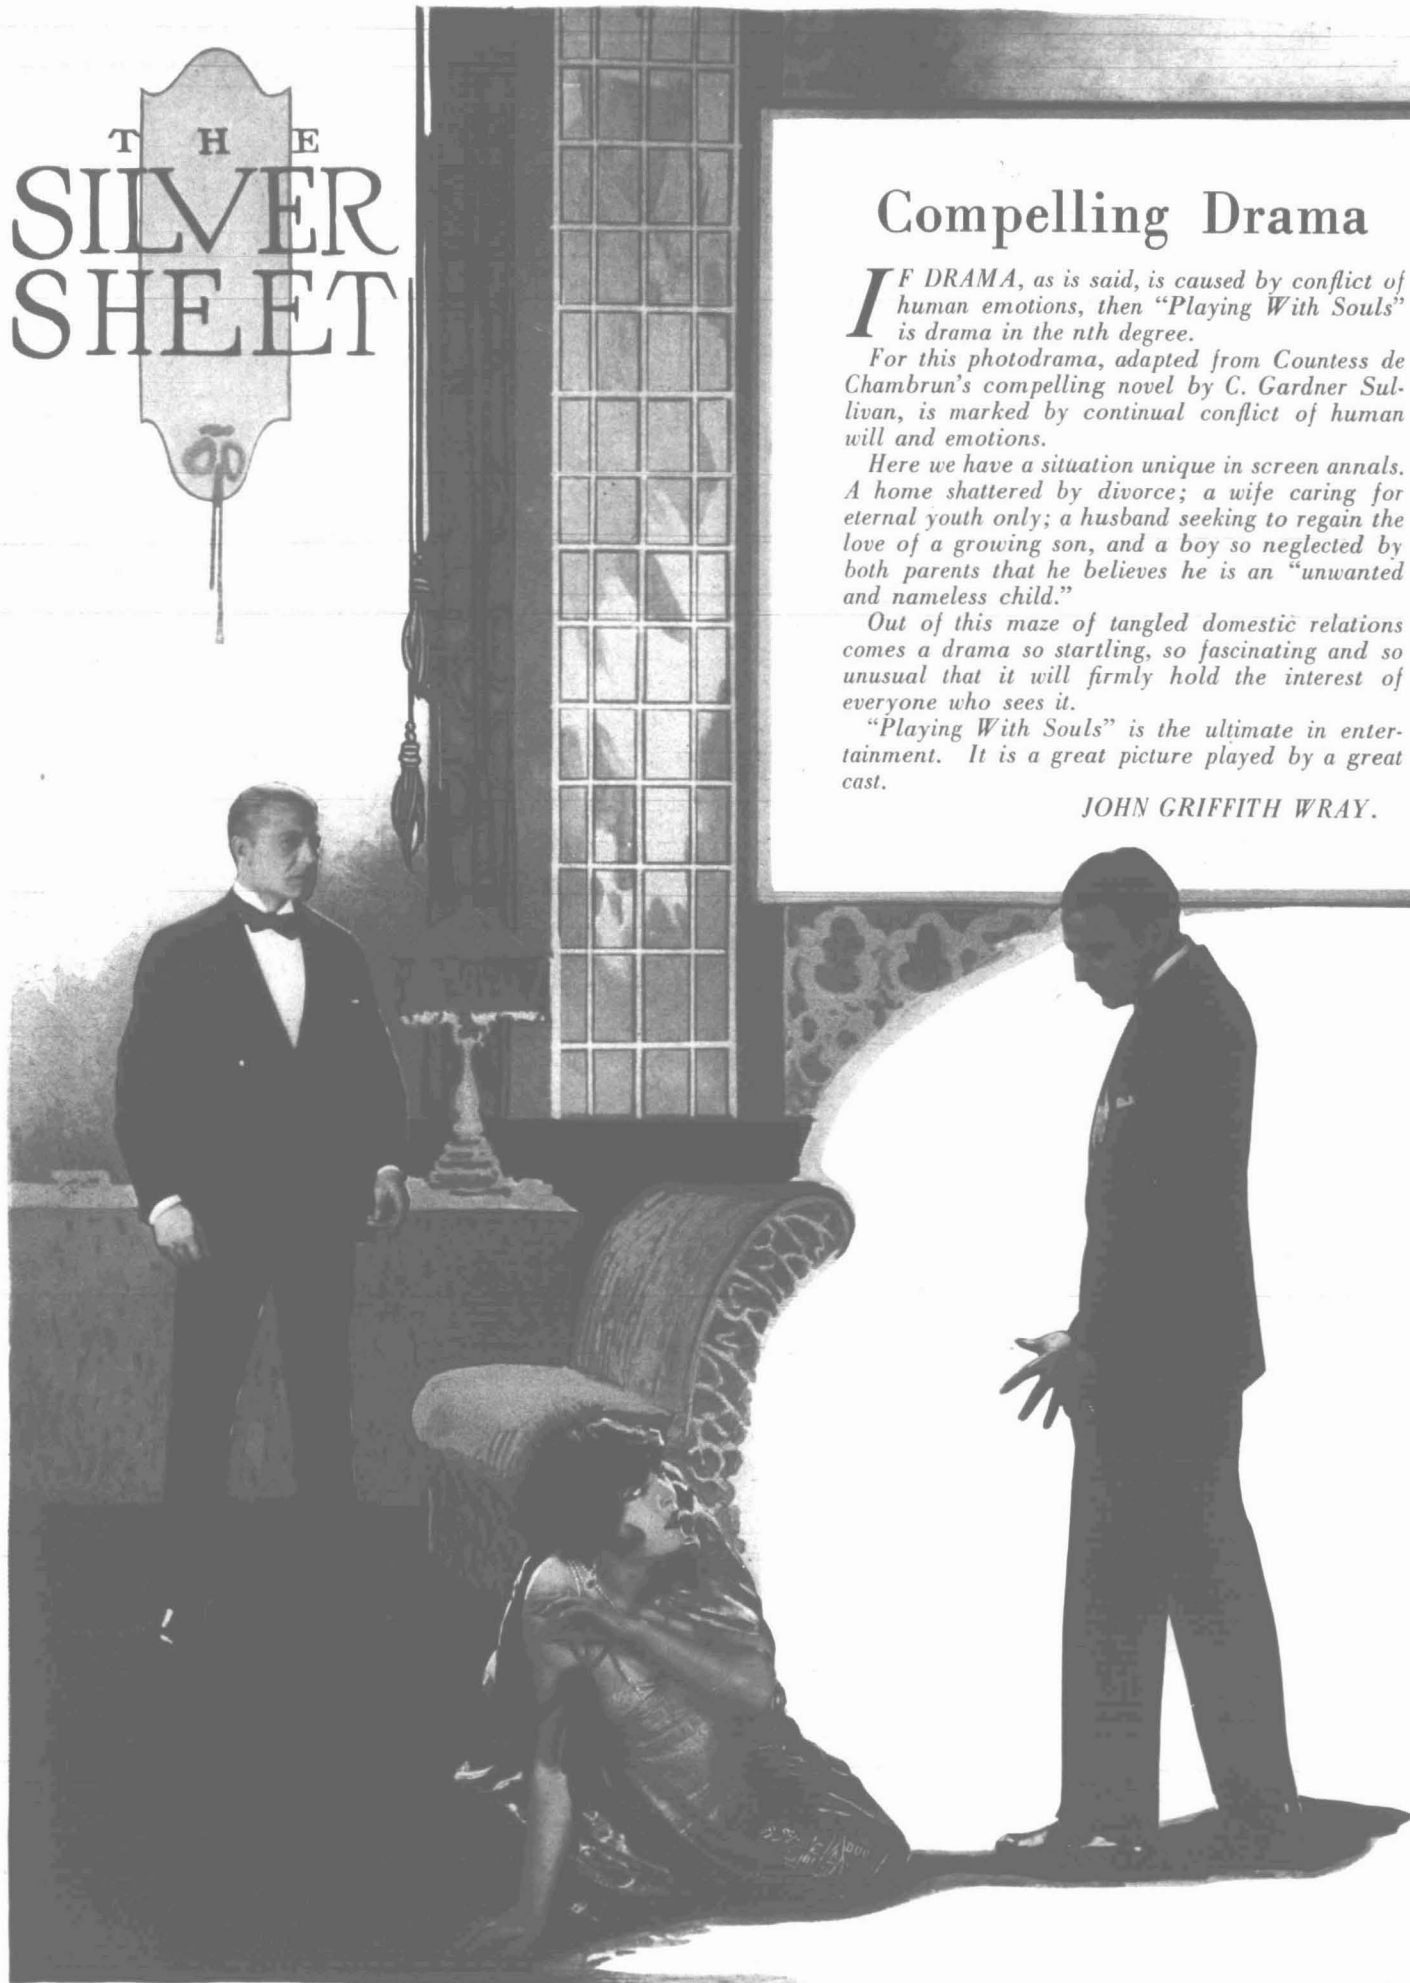 THE
SILVER
SHEET
Compelling Drama
IF DRAMA, as is said, is caused by conflict of
human emotions, then “Playing With Souls”
is drama in the nth degree.
For this photodrama, adapted from Countess de
Chambrun's compelling novel by C. Gardner Sul-
livan, is marked by continual conflict of human
will and emotions.
Here we have a situation unique in screen annals.
A home shattered by divorce; a wife caring for
eternal youth only; a husband seeking to regain the
love of a growing son, and a boy so neglected by
both parents that he believes he is an “unwanted
and nameless child.”
Out of this maze of tangled domestic relations
comes a drama so startling, so fascinating and so
unusual that it will firmly hold the interest of
everyone who sees it.
“Playing With Souls” is the ultimate in enter-
tainment. It is a great picture played by a great
cast.
JOHN GRIFFITH WRAY.